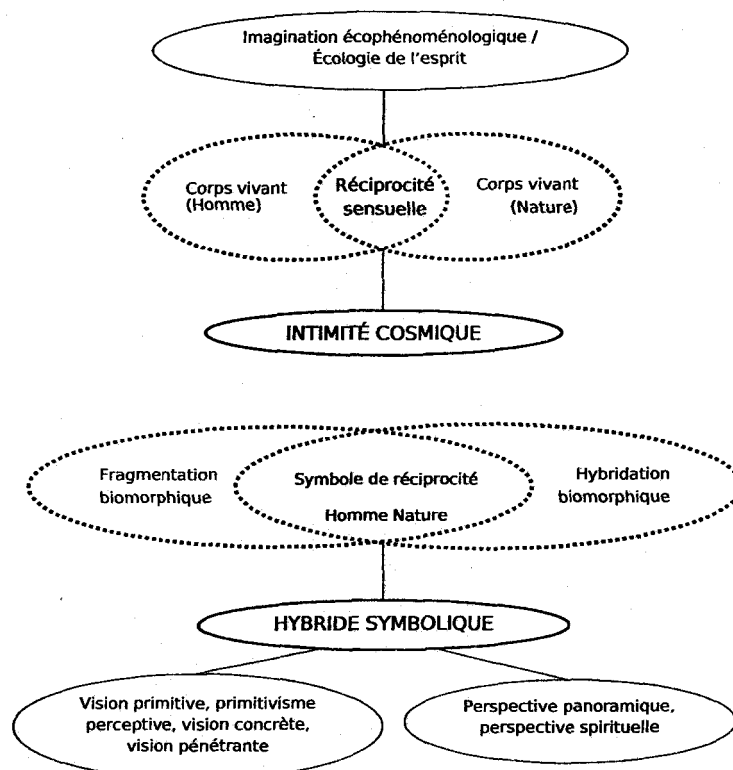 Imagination écophénoménologique /
Écologie de l'esprit
Corps vivant
(Homme)
Réciprocité
sensuelle
Corps vivant
(Nature)
INTIMITÉ COSMIQUE
Fragmentation
biomorphique
Symbole de réciprocité
Homme Nature
Hybridation
biomorphique
HYBRIDE SYMBOLIQUE
Vision primitive, primitivisme
perceptive, vision concrète,
vision pénétrante
Perspective panoramique,
perspective spirituelle